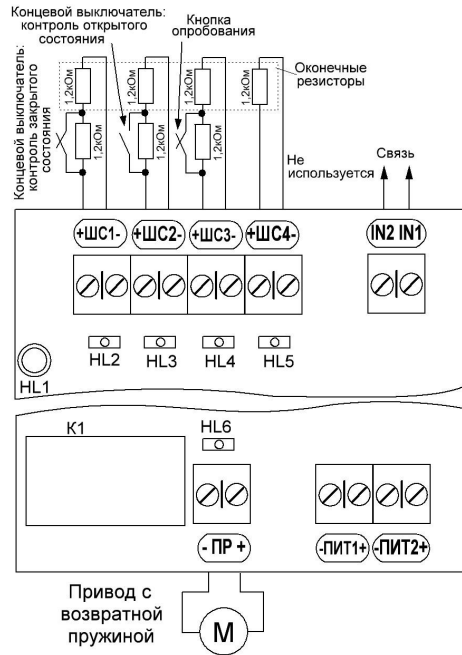 Концевой выключатель:
контроль открытого
состояния
Кнопка
опробования
Оконечные
резисторы
Концевой выключатель:
контроль закрытого
состояния
1,2кОм
1,2кОм
1,2кОм
1,2кОм
1,2кОм
1,2кОм
1,2кОм
Не
используется
Связь
+ШС1-
+ШС2-
+ШС3-
+ШС4-
IN2 IN1
HL2
HL3
HL4
HL5
HL1
К1
HL6
- ПР +
-ПИТ1+
-ПИТ2+
Привод с
возвратной
пружиной
М